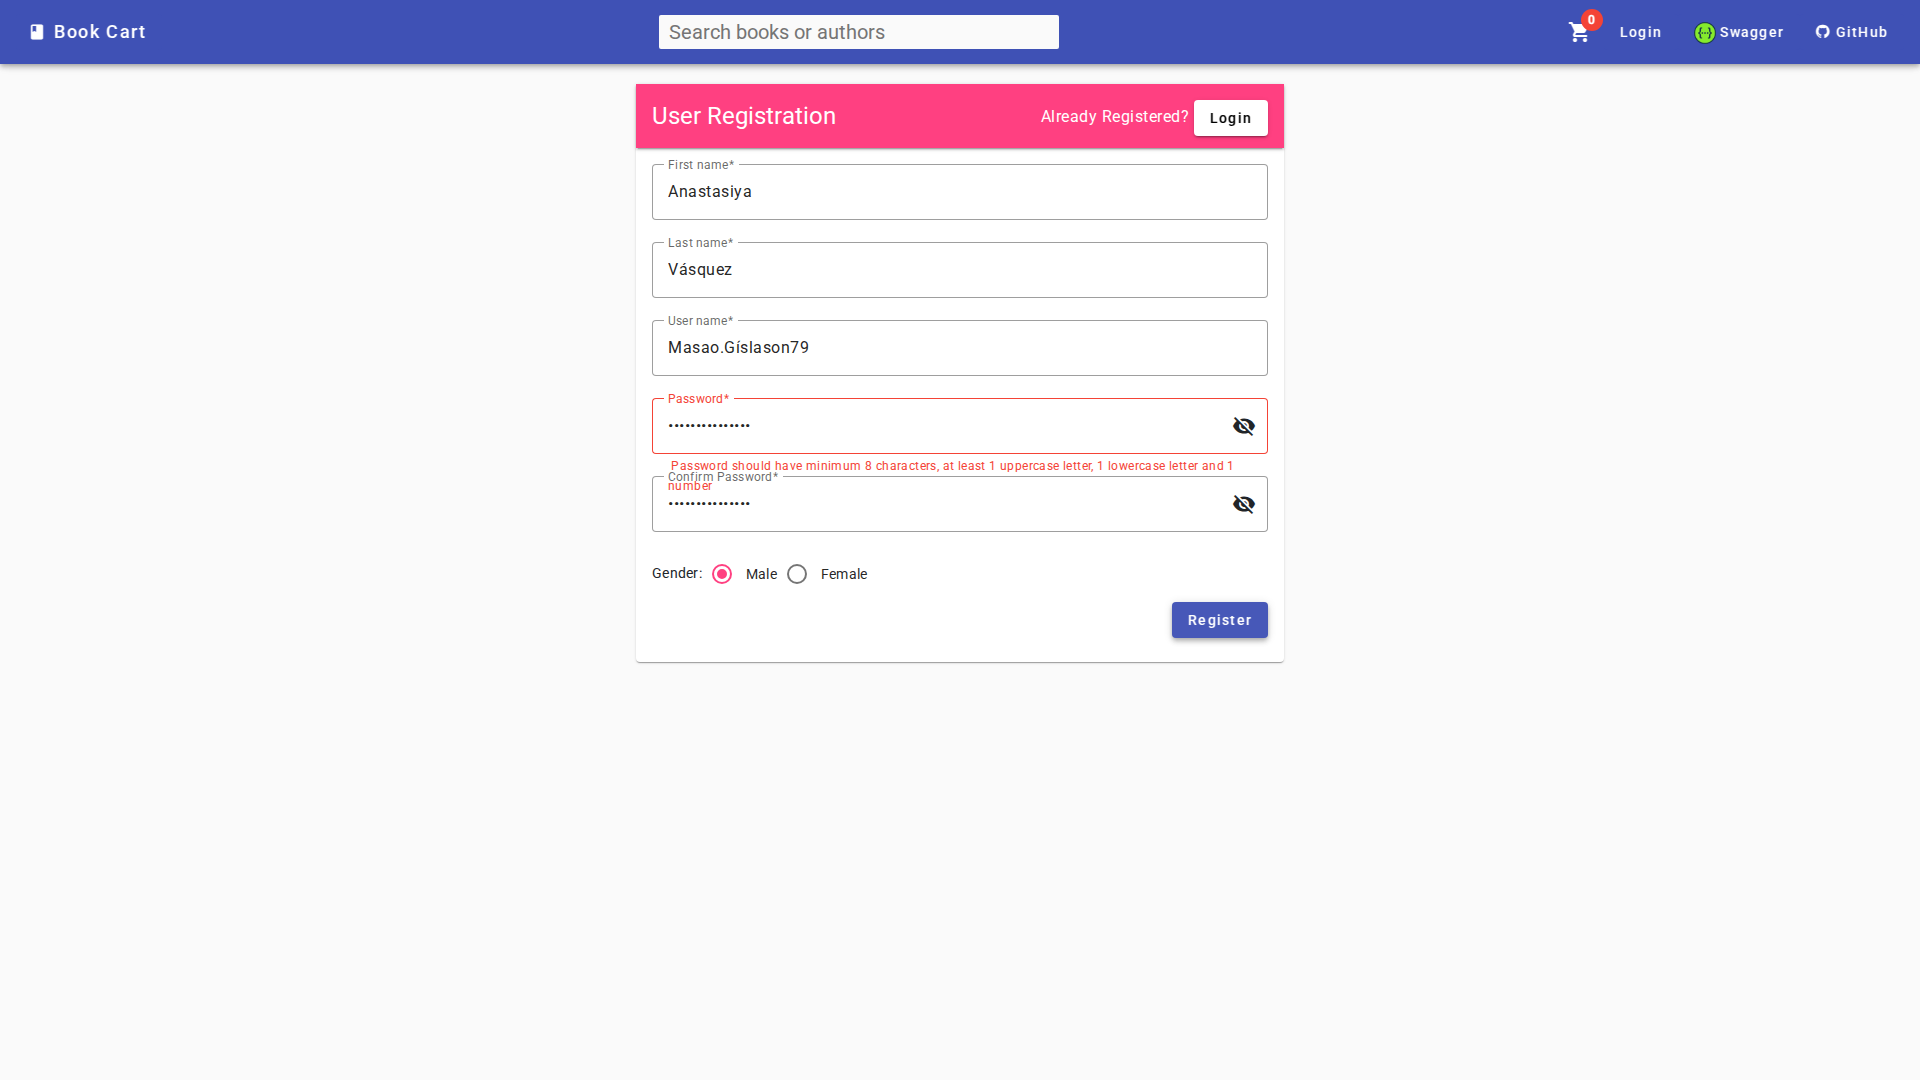 Book Cart
Search books or authors
0
Login
Swagger
GitHub
User Registration
Already Registered?
Login
First name*
Anastasiya
Last name*
Vásquez
User name*
Masao.Gíslason79
Password*
••••••••••••••
Password should have minimum 8 characters, at least 1 uppercase letter, 1 lowercase letter and 1
number
Confirm Password*
••••••••••••••
Gender:
Male
Female
Register